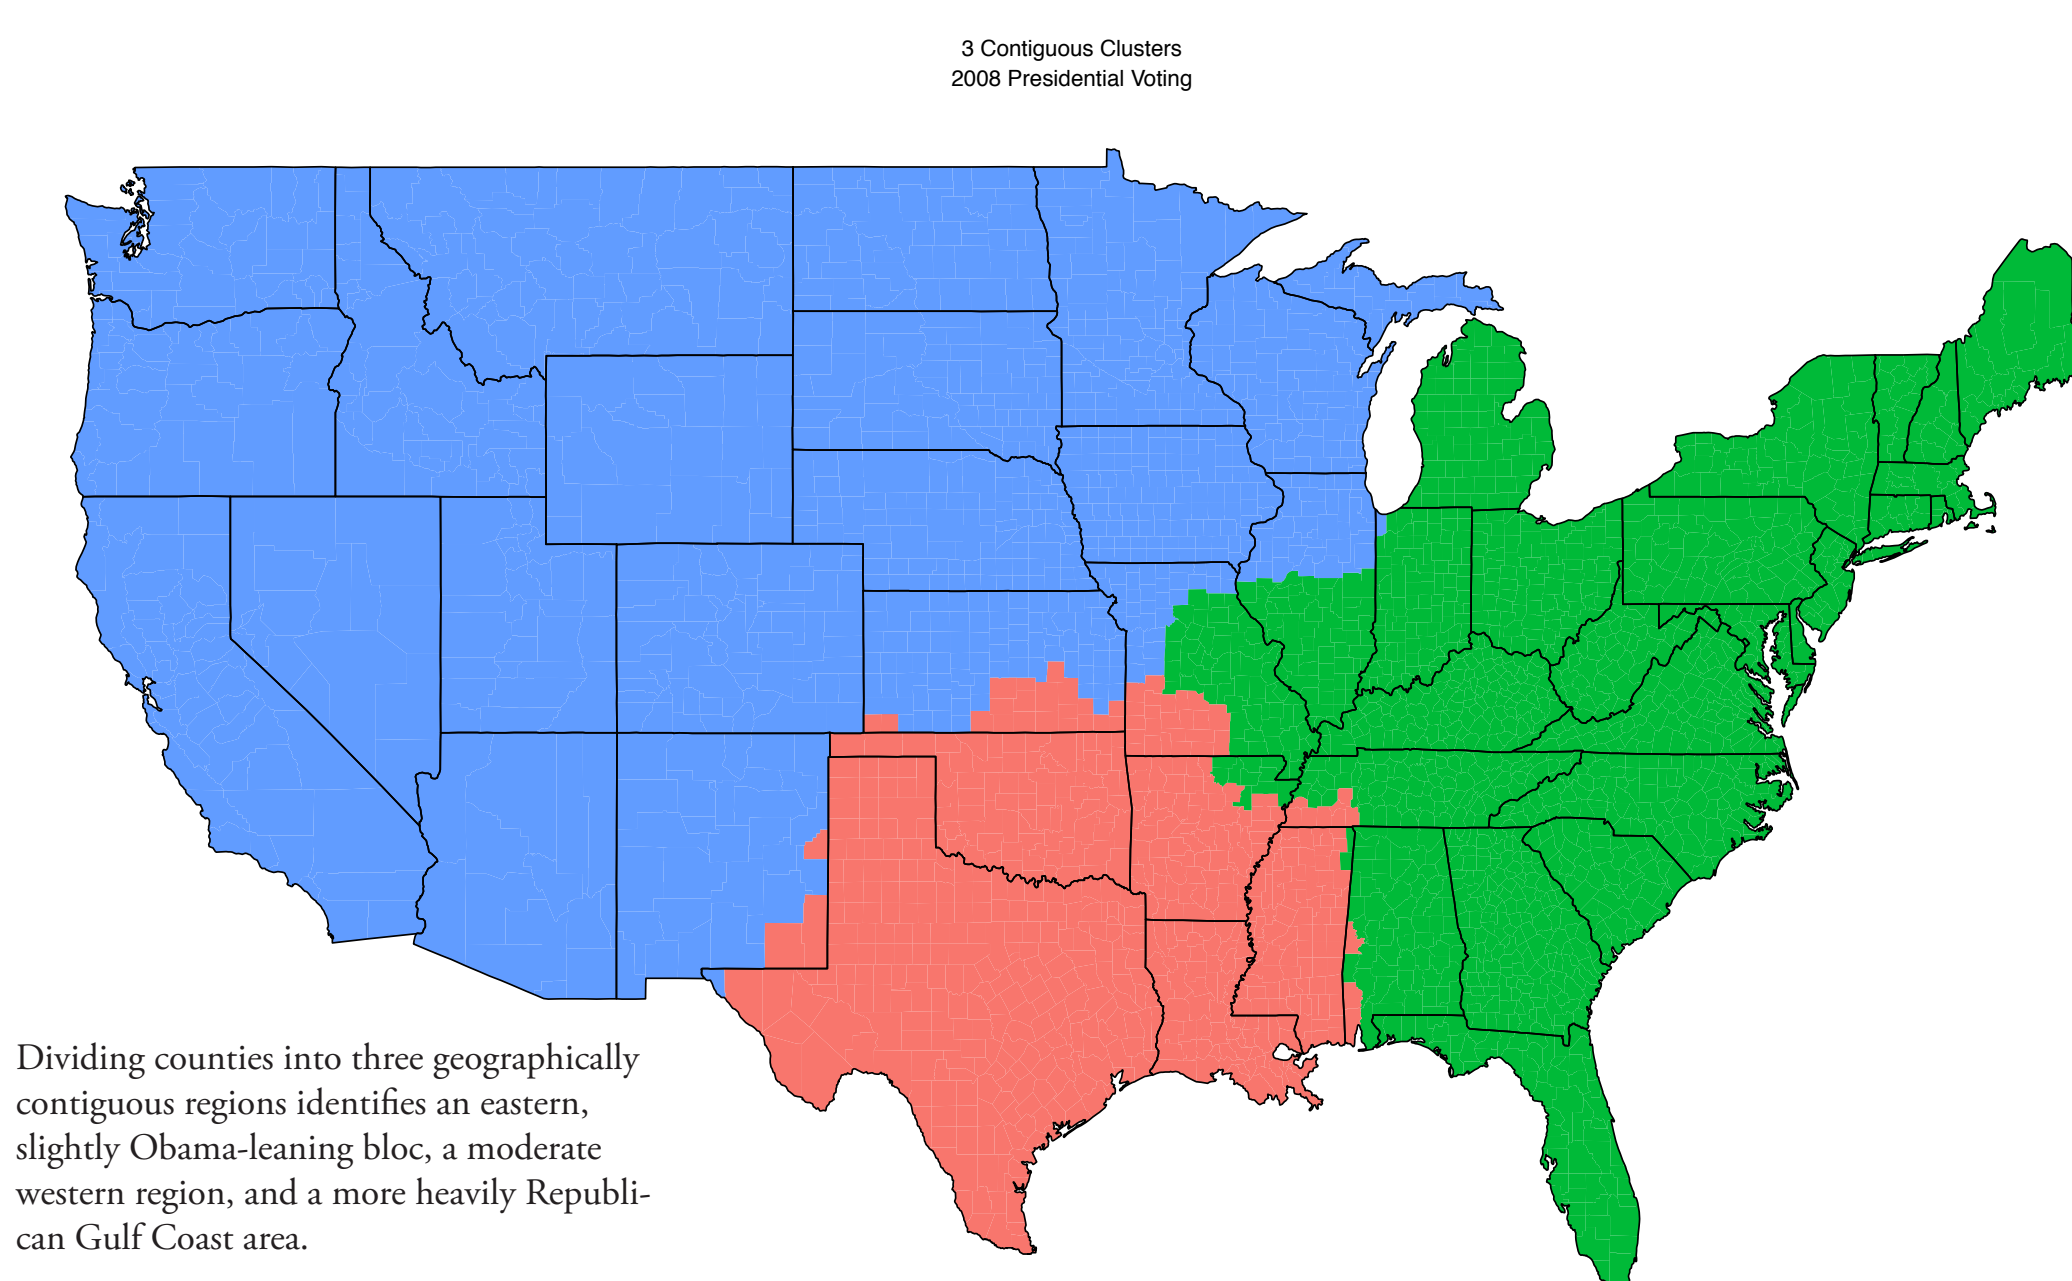 3 Contiguous Clusters
2008 Presidential Voting
Dividing counties into three geographically
contiguous regions identifies an eastern,
slightly Obama-leaning bloc, a moderate
western region, and a more heavily Republi-
can Gulf Coast area.